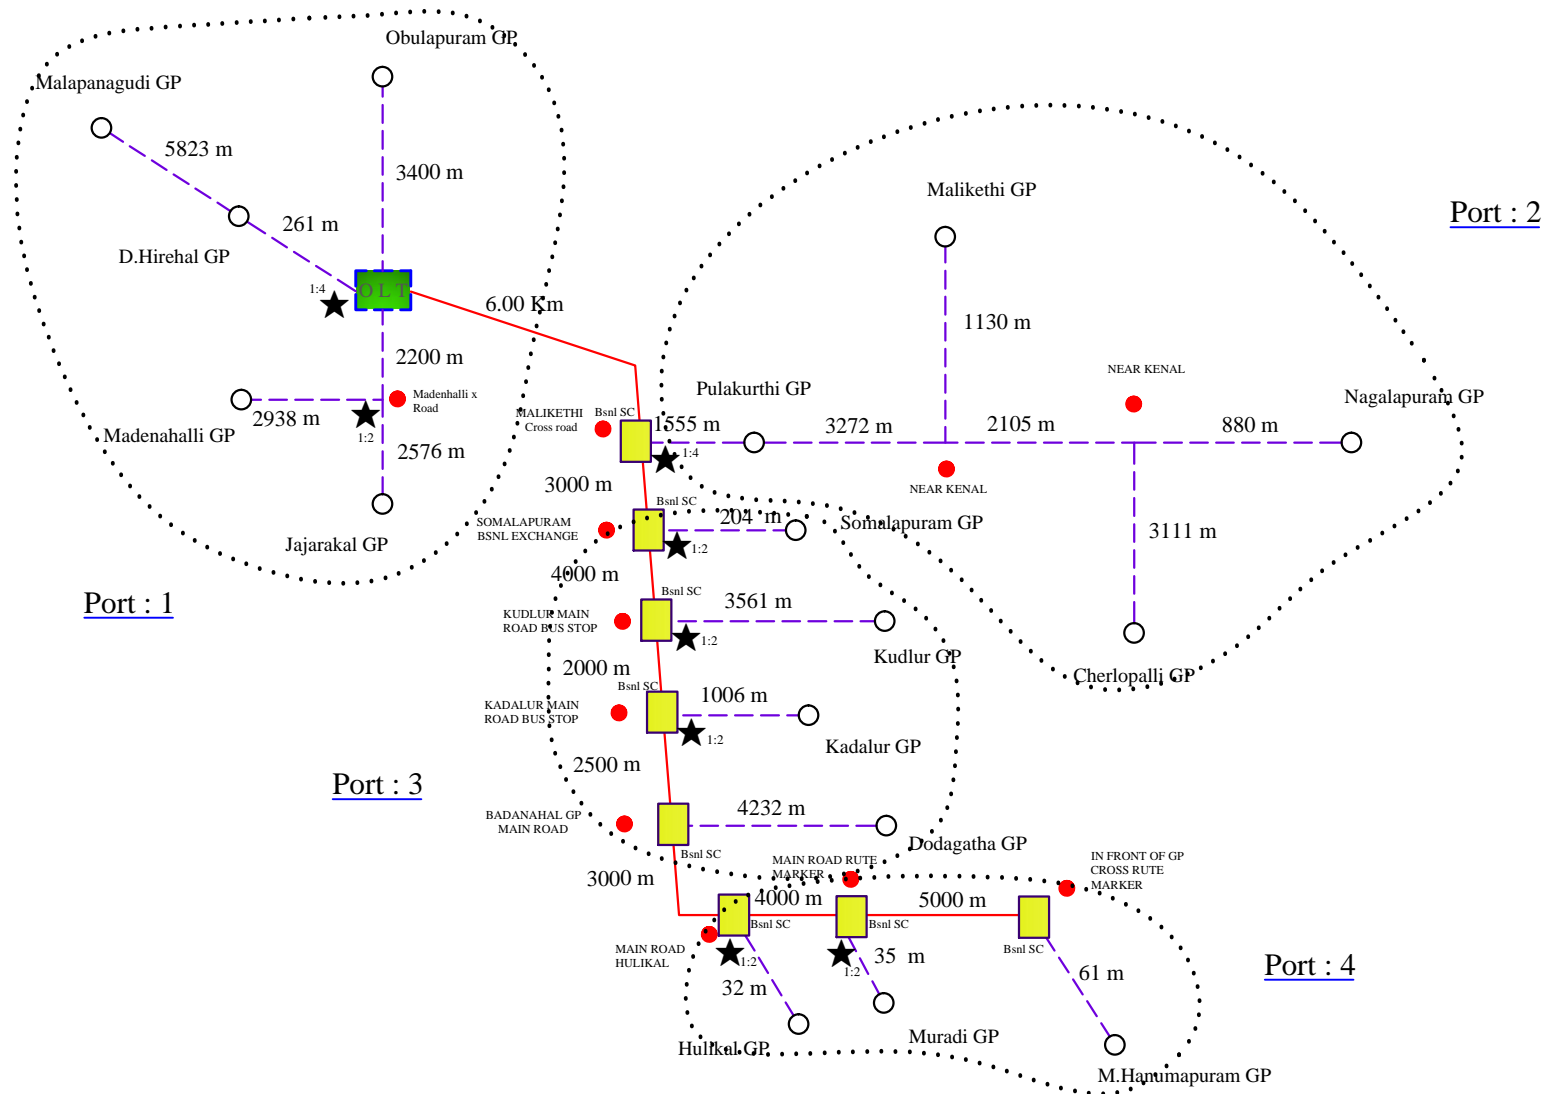 Obulapuram GP
Malapanagudi GP
5823 m
3400 m
Malikethi GP
Port : 2
261 m
D.Hirehal GP
1:4
OLT
6.00 Km
1130 m
2200 m
NEAR KENAL
Pulakurthi GP
Nagalapuram GP
Madenhalli x
Road
MALIKETHI
Cross road
Bsnl SC
1555 m
3272 m
2105 m
880 m
2938 m
Madenahalli GP
1:2
2576 m
1:4
3000 m
NEAR KENAL
Bsnl SC
SOMALAPURAM
BSNL EXCHANGE
204 m
Somalapuram GP
3111 m
Jajarakal GP
1:2
4000 m
Bsnl SC
Port : 1
KUDLUR MAIN
ROAD BUS STOP
3561 m
1:2
Kudlur GP
2000 m
Cherlopalli GP
Bsnl SC
1006 m
KADALUR MAIN
ROAD BUS STOP
1:2
Kadalur GP
2500 m
Port : 3
BADANAHAL GP
MAIN ROAD
4232 m
Bsnl SC
Dodagatha GP
MAIN ROAD RUTE
MARKER
IN FRONT OF GP
CROSS RUTE
MARKER
3000 m
4000 m
5000 m
Bsnl SC
Bsnl SC
Bsnl SC
MAIN ROAD
HULIKAL
1:2
1:2
35 m
Port : 4
32 m
61 m
Hulikal GP
Muradi GP
M.Hanumapuram GP